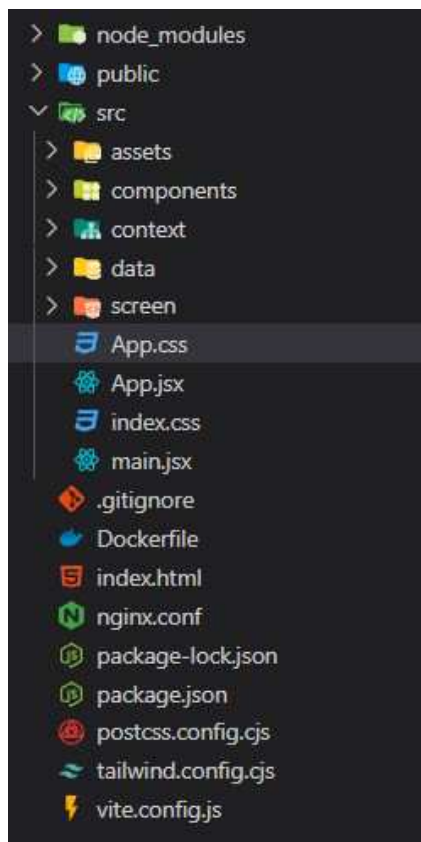 node_modules
public
src
assets
components
context
data
screen
App.css
App.jsx
index.css
main.jsx
.gitignore
Dockerfile
index.html
nginx.conf
package-lock.json
package.json
postcss.config.cjs
tailwind.config.cjs
vite.config.js